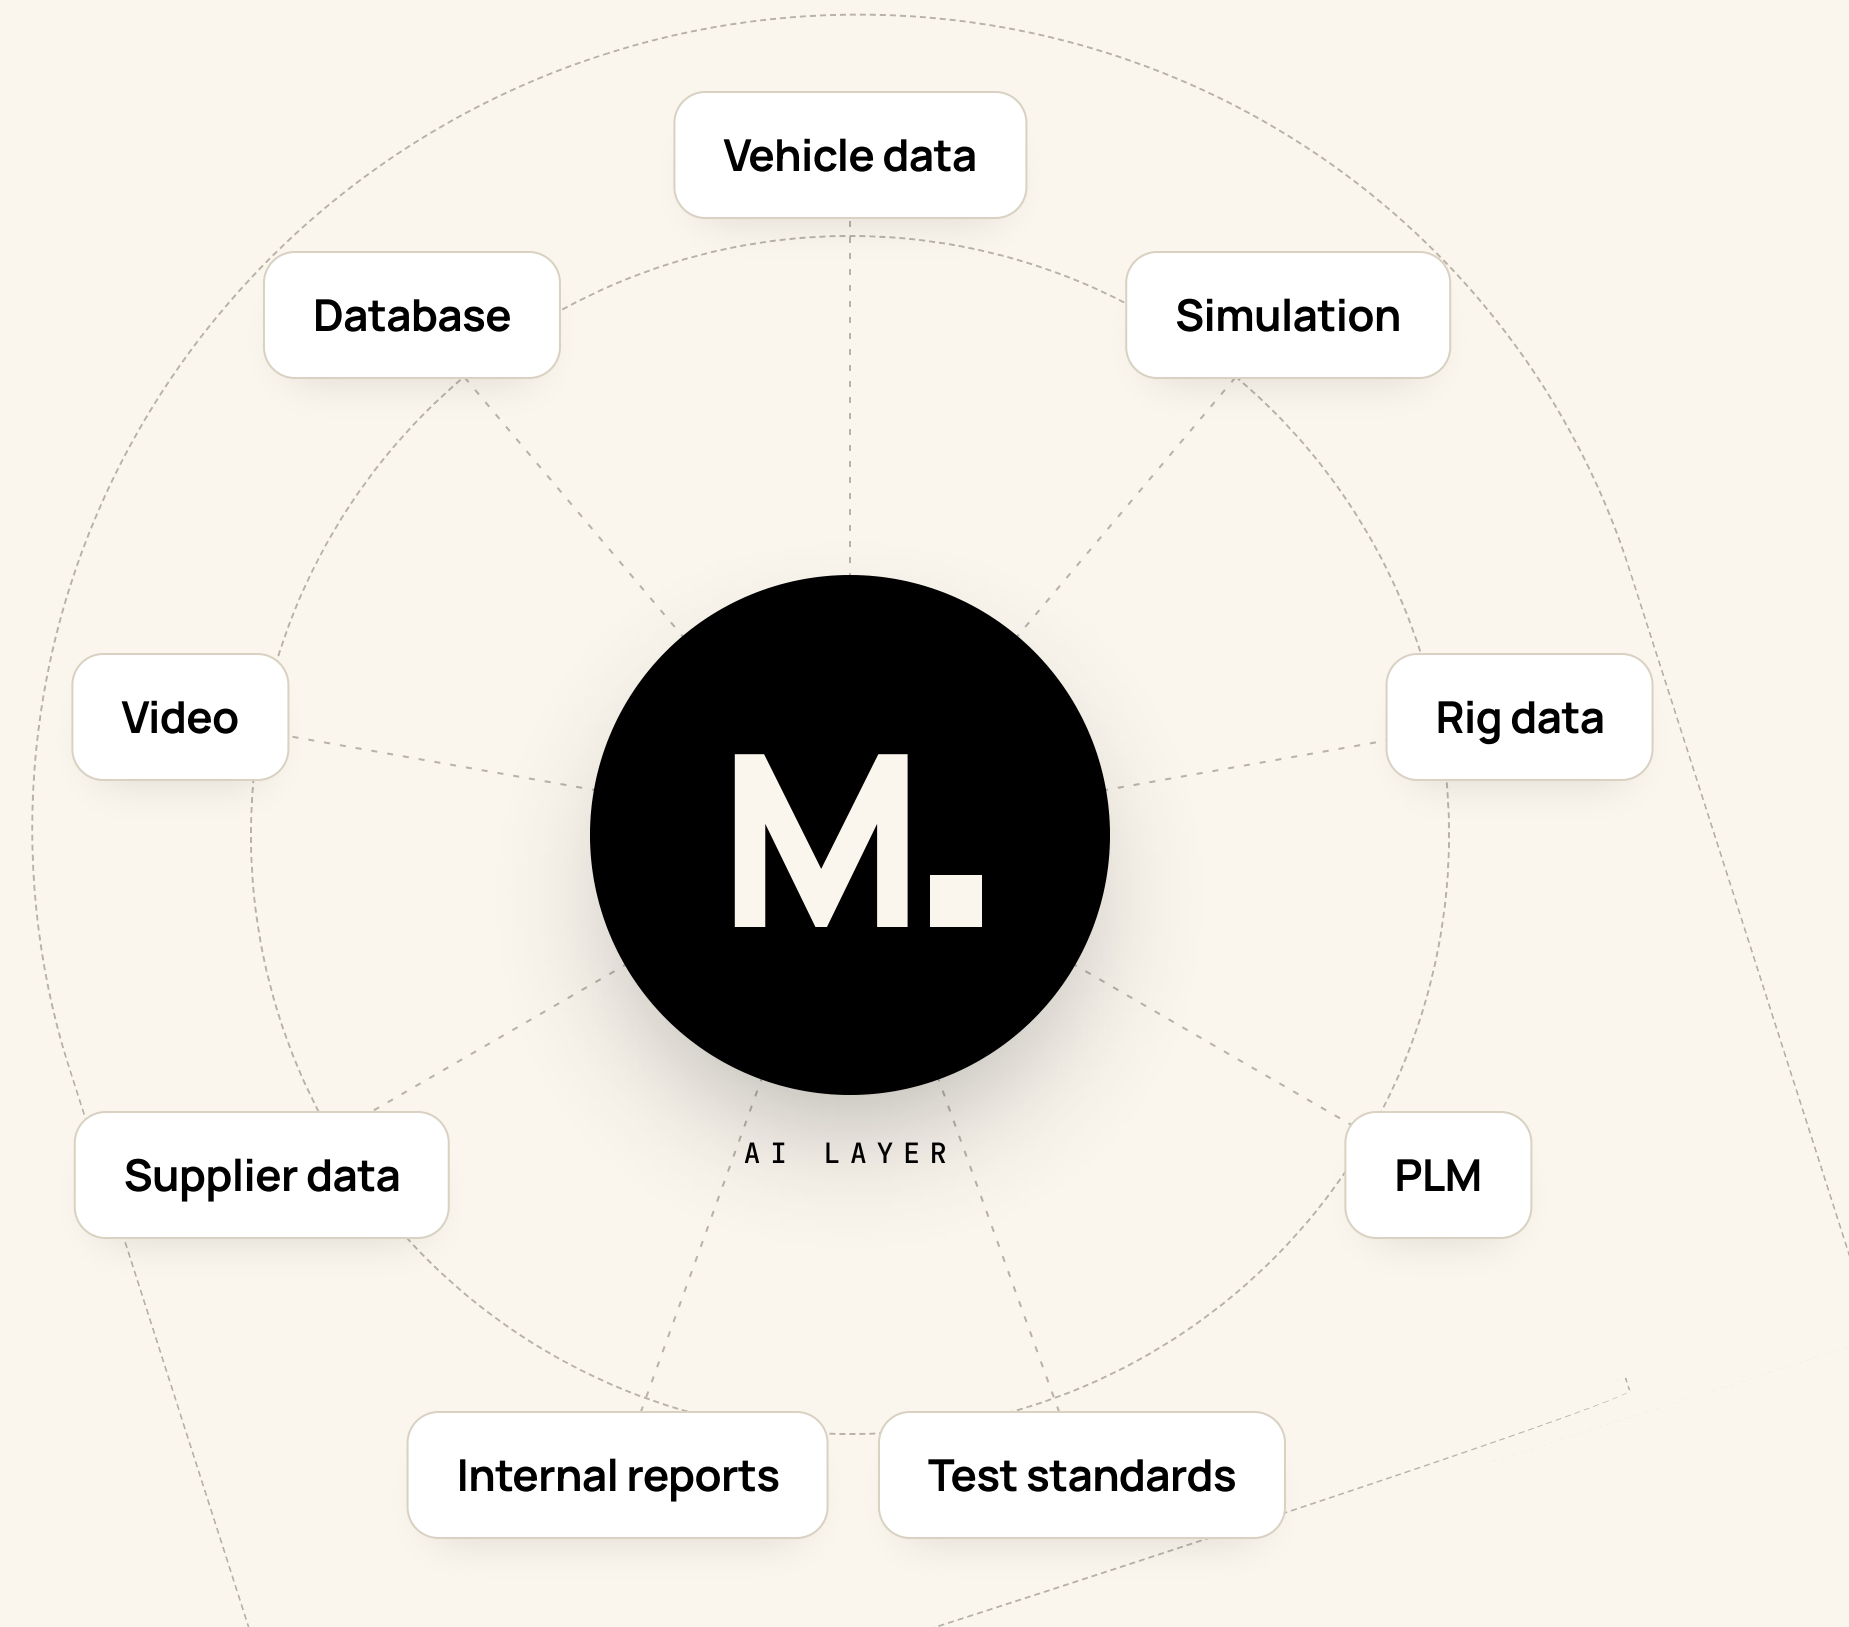 Vehicle data
Database
Simulation
Video
Rig data
M.
AI LAYER
Supplier data
PLM
Internal reports
Test standards